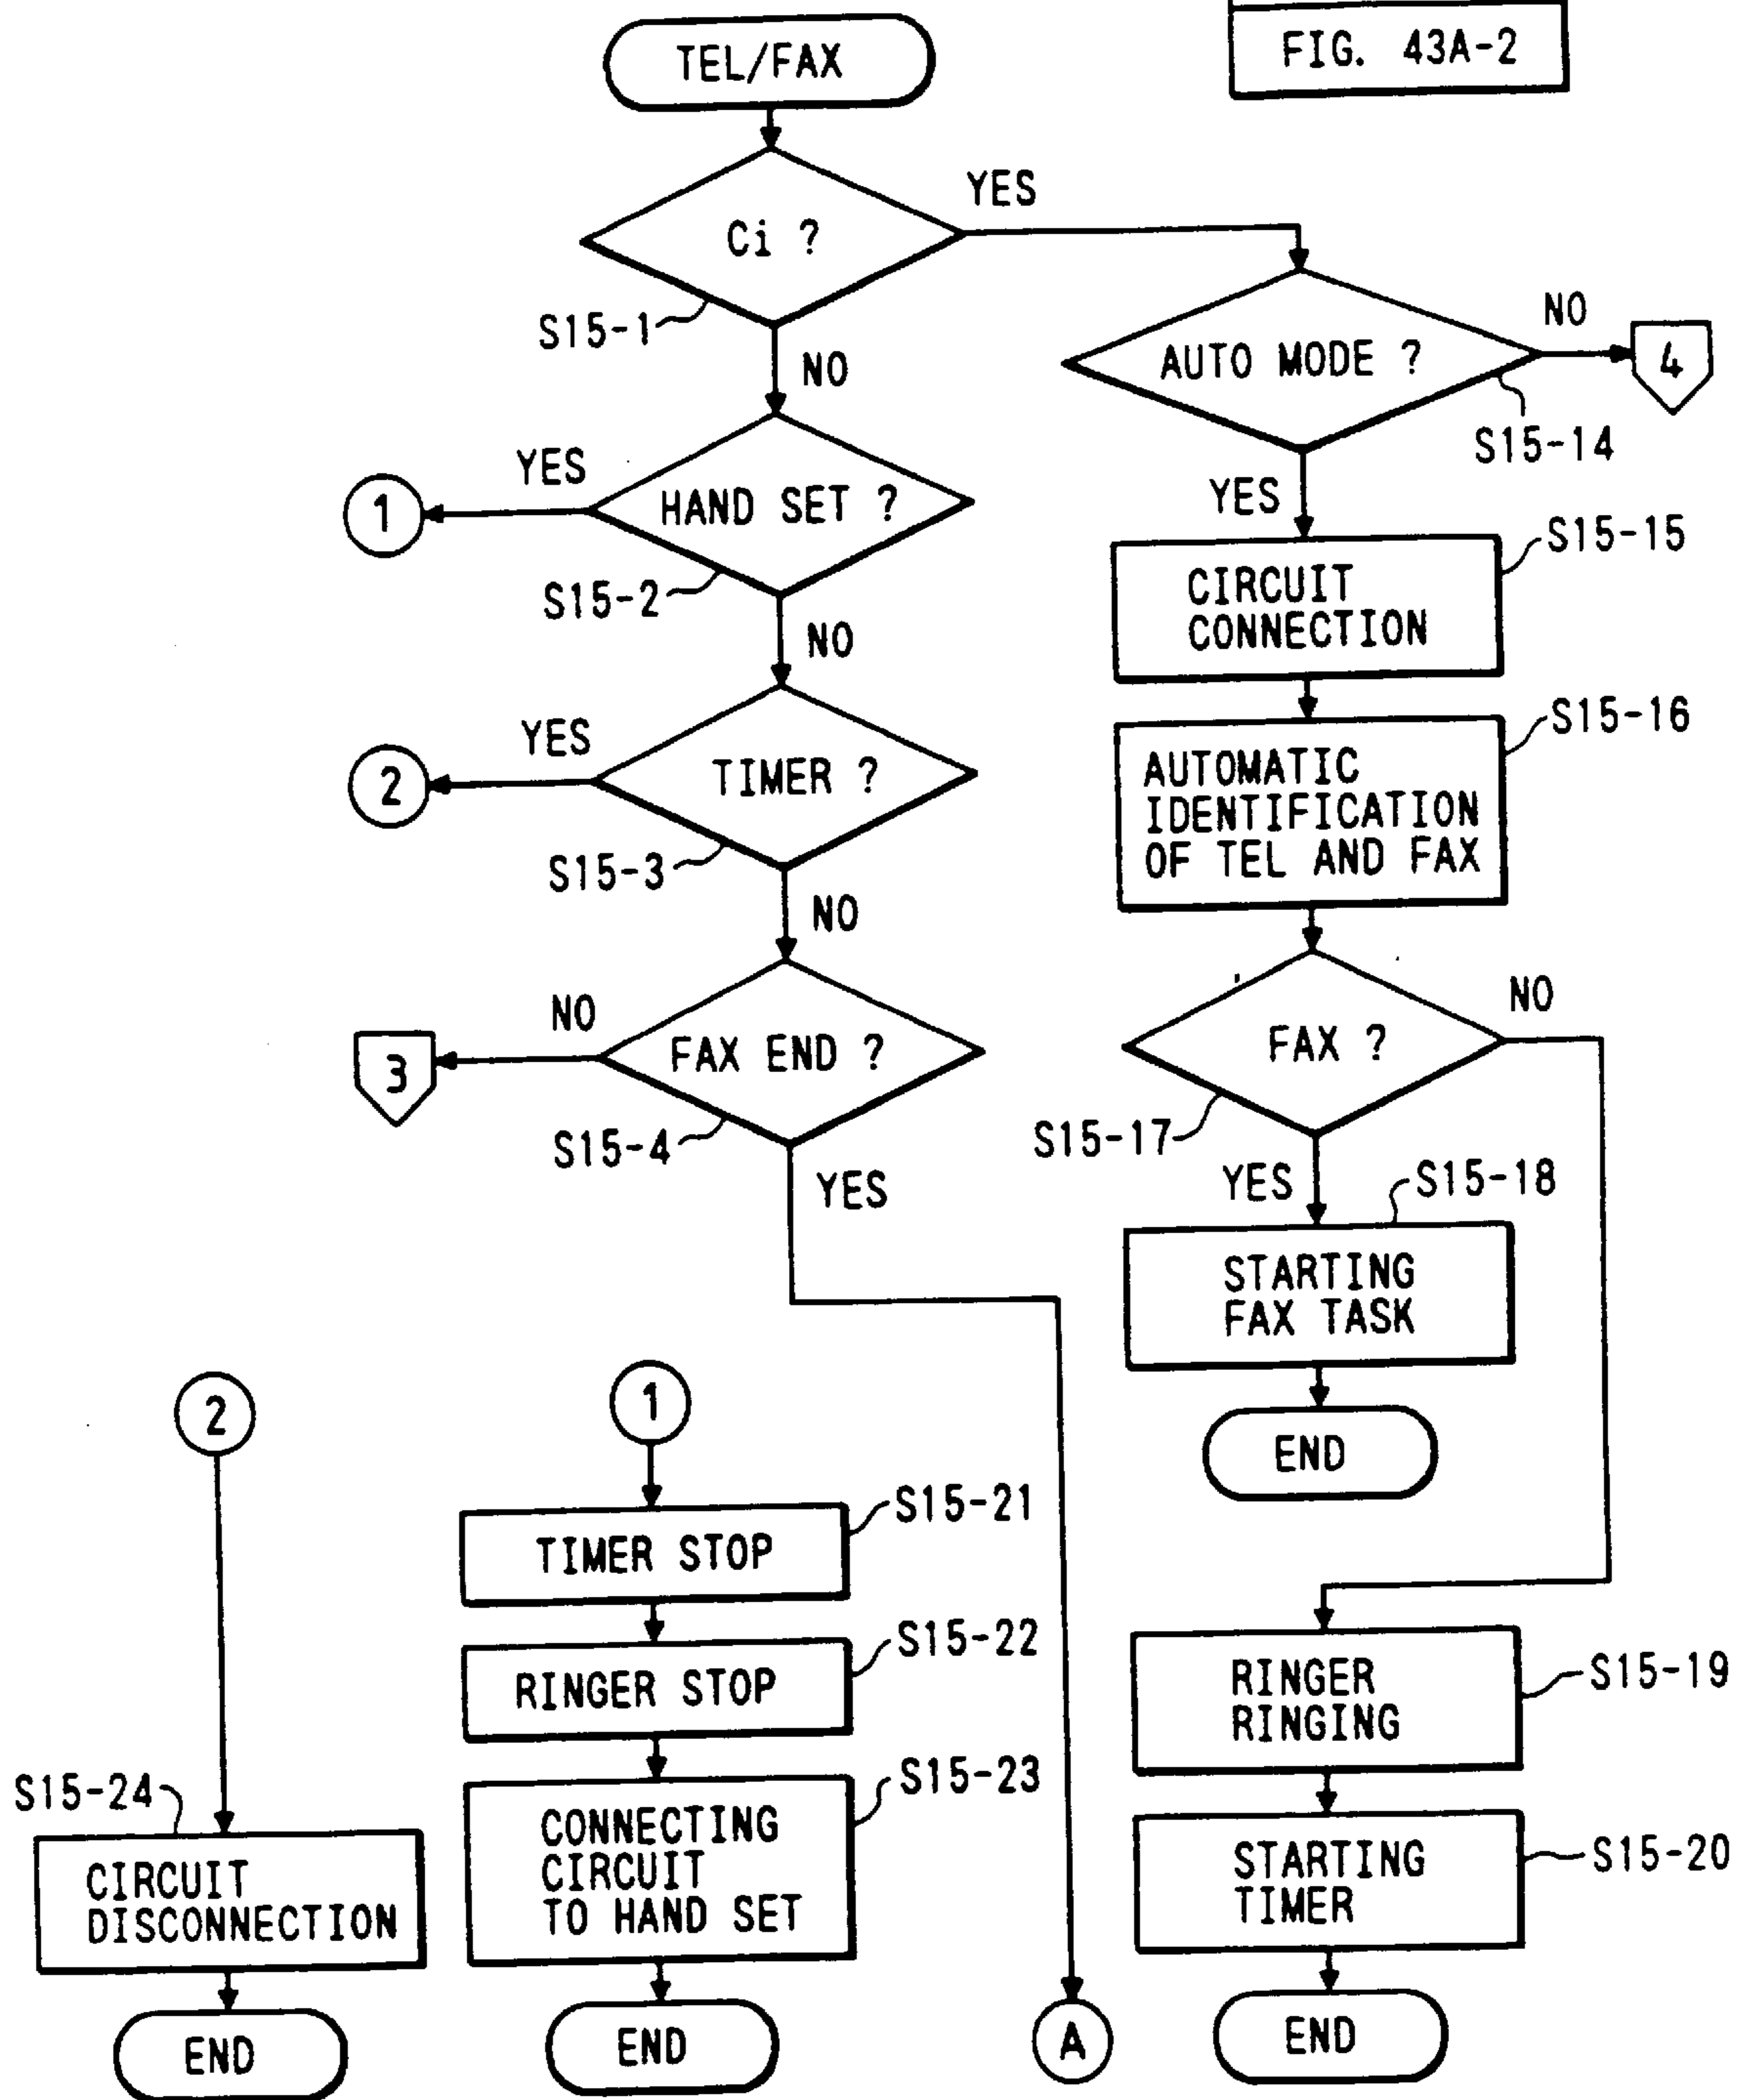 FIG. 43A-2
TEL/FAX
Ci ?
YES
S15-1
NO
AUTO MODE ?
NO
4
S15-14
YES
HAND SET ?
YES
1
S15-2
NO
CIRCUIT
CONNECTION
S15-15
TIMER ?
YES
2
S15-3
NO
AUTOMATIC
IDENTIFICATION
OF TEL AND FAX
S15-16
FAX END ?
NO
3
S15-4
YES
FAX ?
NO
S15-17
YES
S15-18
STARTING
FAX TASK
END
2
1
S15-21
TIMER STOP
S15-22
RINGER STOP
S15-23
CONNECTING
CIRCUIT
TO HAND SET
END
S15-24
CIRCUIT
DISCONNECTION
END
A
RINGER
RINGING
S15-19
STARTING
TIMER
S15-20
END